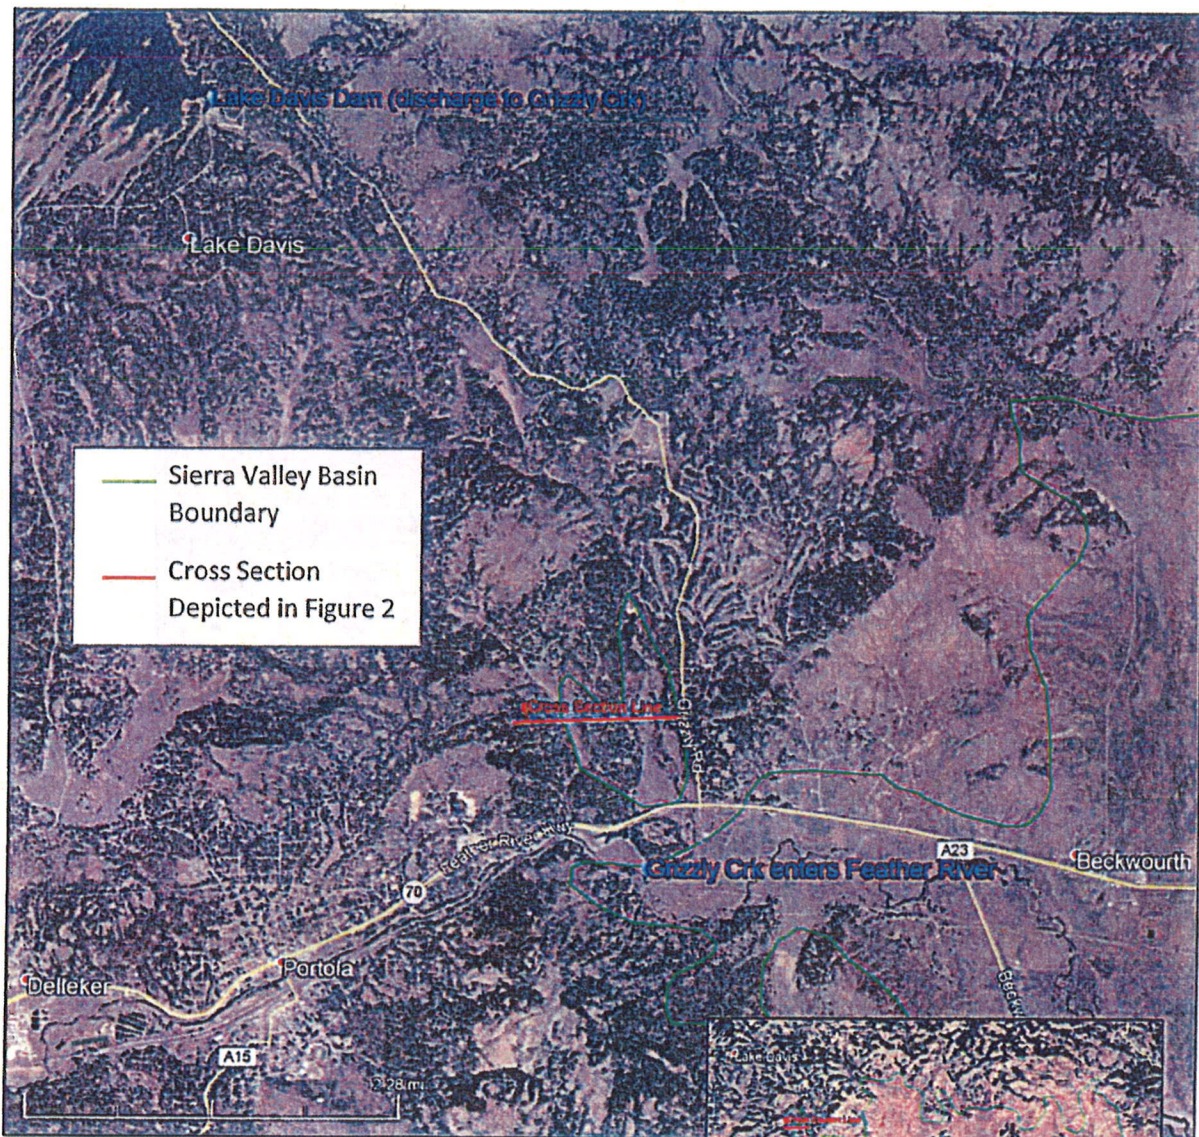 Lake Davis Dam (discharge to Grizzly Crk)
Lake Davis
Sierra Valley Basin
Boundary
Cross Section
Depicted in Figure 2
Cross Section Line
Grizzly Rd
Feather River Hwy
70
A23
Beckwourth
Grizzly Crk enters Feather River
Portola
Delleker
Beckw
A15
2.28 mi
Lake Davis